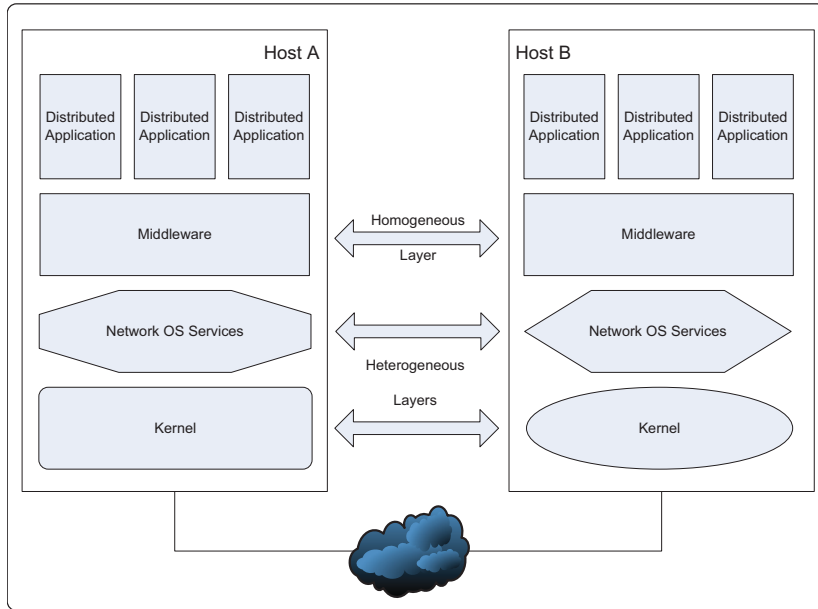 Host A
Host B
Distributed
Application
Distributed
Application
Distributed
Application
Distributed
Application
Distributed
Application
Distributed
Application
Middleware
Homogeneous
Layer
Middleware
Network OS Services
Network OS Services
Heterogeneous
Layers
Kernel
Kernel